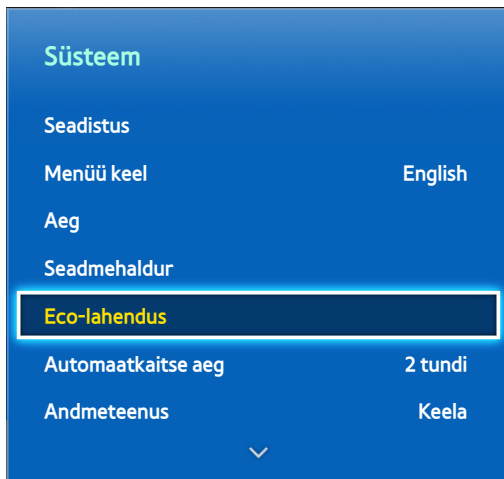 Süsteem
Seadistus
Menüü keel English
Aeg
Seadmehaldur
Eco-lahendus
Automaatkaitse aeg 2 tundi
Andmeteenus Keela